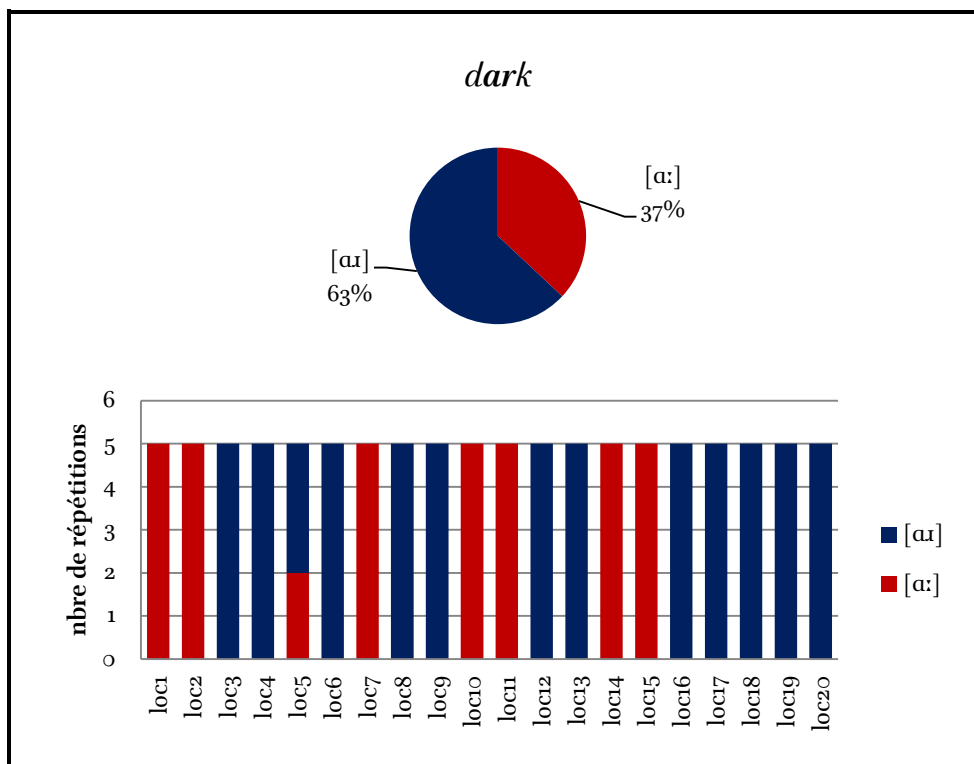 dark
[ɑː]
37%
[ɑɪ]
63%
nbre de répétitions
6
5
4
3
2
1
0
loc1
loc2
loc3
loc4
loc5
loc6
loc7
loc8
loc9
loc10
loc11
loc12
loc13
loc14
loc15
loc16
loc17
loc18
loc19
loc20
[ɑɪ]
[ɑː]